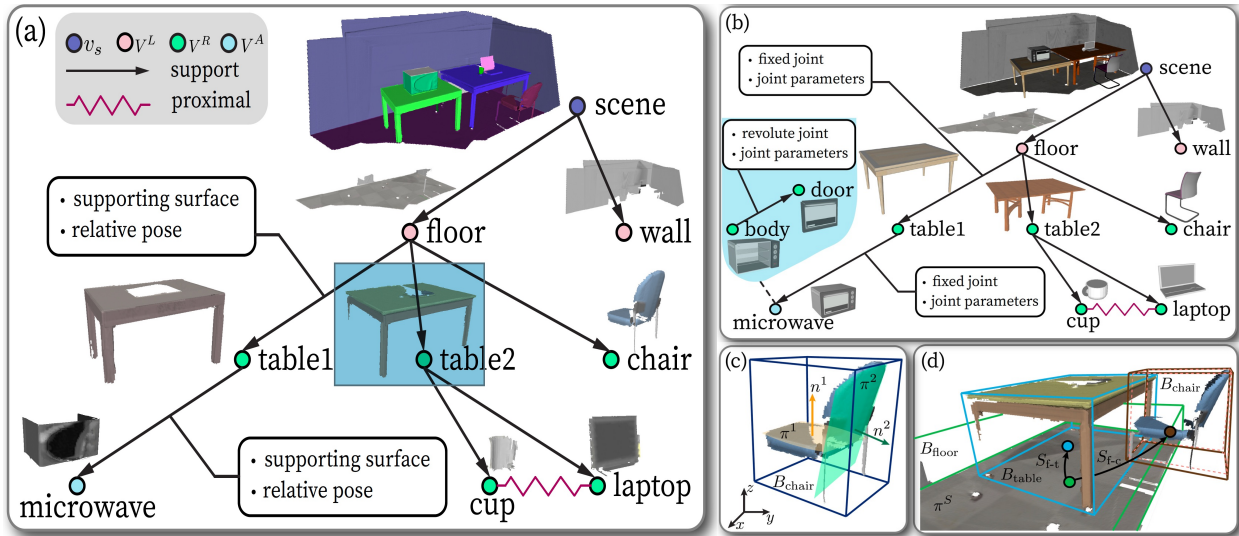 (a)
v_s V^L V^R V^A
support
proximal
scene
• supporting surface
• relative pose
floor
wall
table1
table2
chair
• supporting surface
• relative pose
microwave
cup
laptop
(b)
• fixed joint
• joint parameters
scene
• revolute joint
• joint parameters
floor
wall
door
body
table1
table2
chair
• fixed joint
• joint parameters
microwave
cup
laptop
(c)
n^1
π^2
π^1
n^2
B_chair
z
x
y
(d)
B_chair
B_floor
S_f-t
S_f-c
B_table
π^S